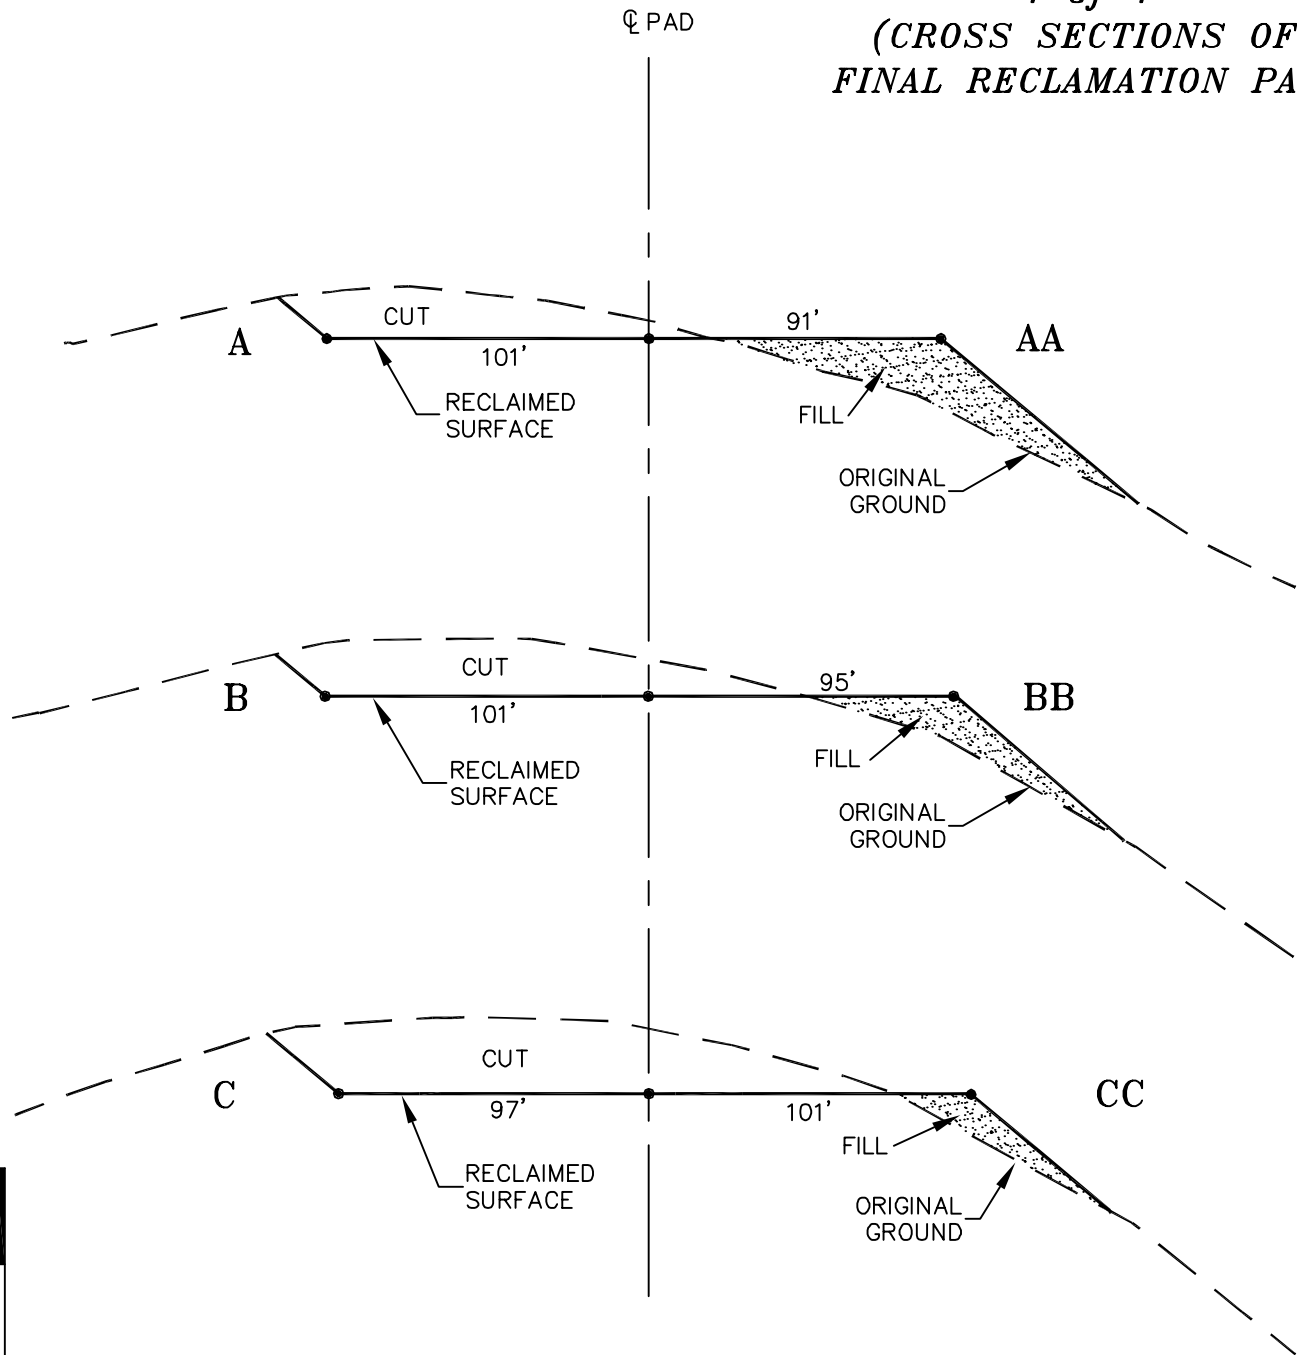 ℄ PAD
(CROSS SECTIONS OF
FINAL RECLAMATION PA
CUT
91'
A
AA
101'
RECLAIMED
SURFACE
FILL
ORIGINAL
GROUND
CUT
95'
B
BB
101'
FILL
RECLAIMED
SURFACE
ORIGINAL
GROUND
CUT
C
CC
97'
101'
FILL
RECLAIMED
SURFACE
ORIGINAL
GROUND